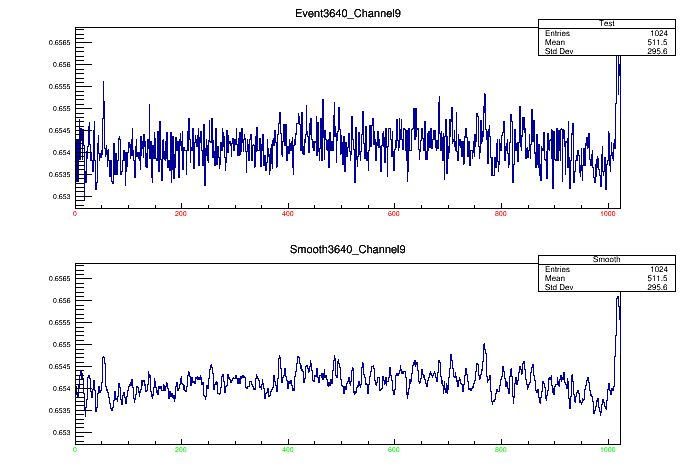 Event3640_Channel9
Test
Entries 1024
Mean 511.5
Std Dev 295.6
0.6565
0.656
0.6555
0.655
0.6545
0.654
0.6535
0.653
0 200 400 600 800 1000
Smooth3640_Channel9
Smooth
Entries 1024
Mean 511.5
Std Dev 295.6
0.6565
0.656
0.6555
0.655
0.6545
0.654
0.6535
0.653
0 200 400 600 800 1000